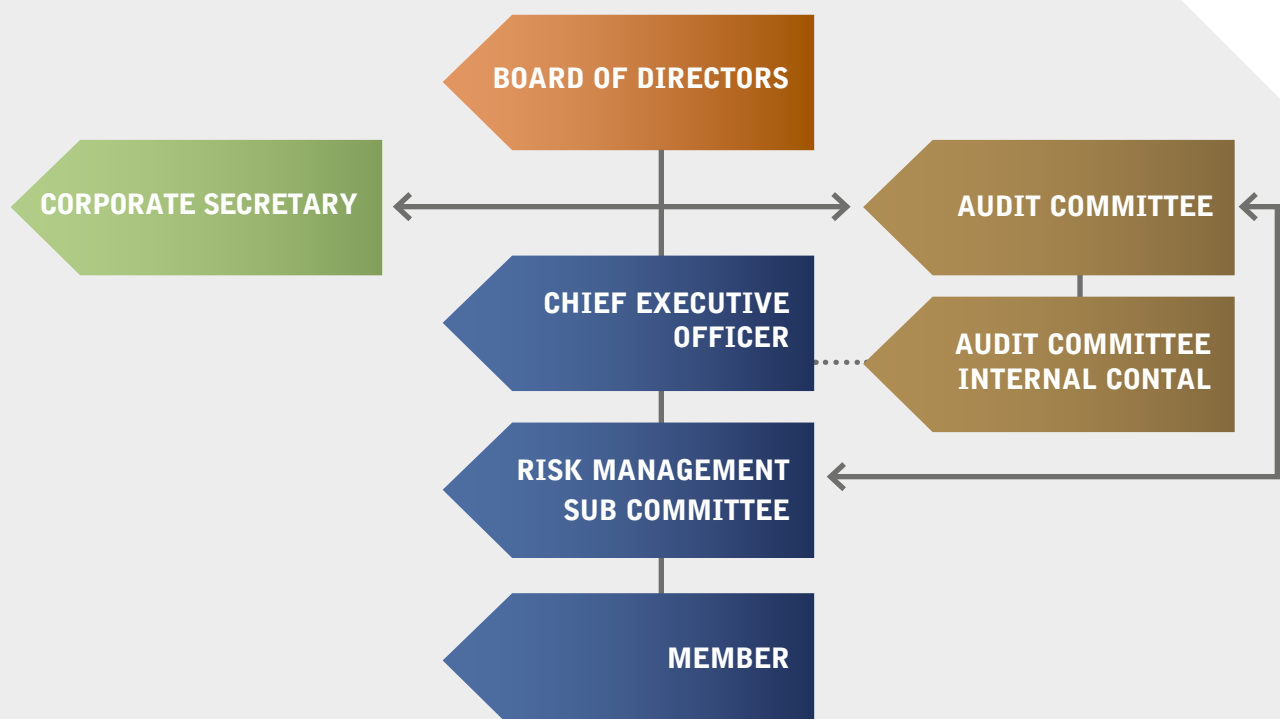 BOARD OF DIRECTORS
CORPORATE SECRETARY
AUDIT COMMITTEE
CHIEF EXECUTIVE
OFFICER
AUDIT COMMITTEE
INTERNAL CONTAL
RISK MANAGEMENT
SUB COMMITTEE
MEMBER